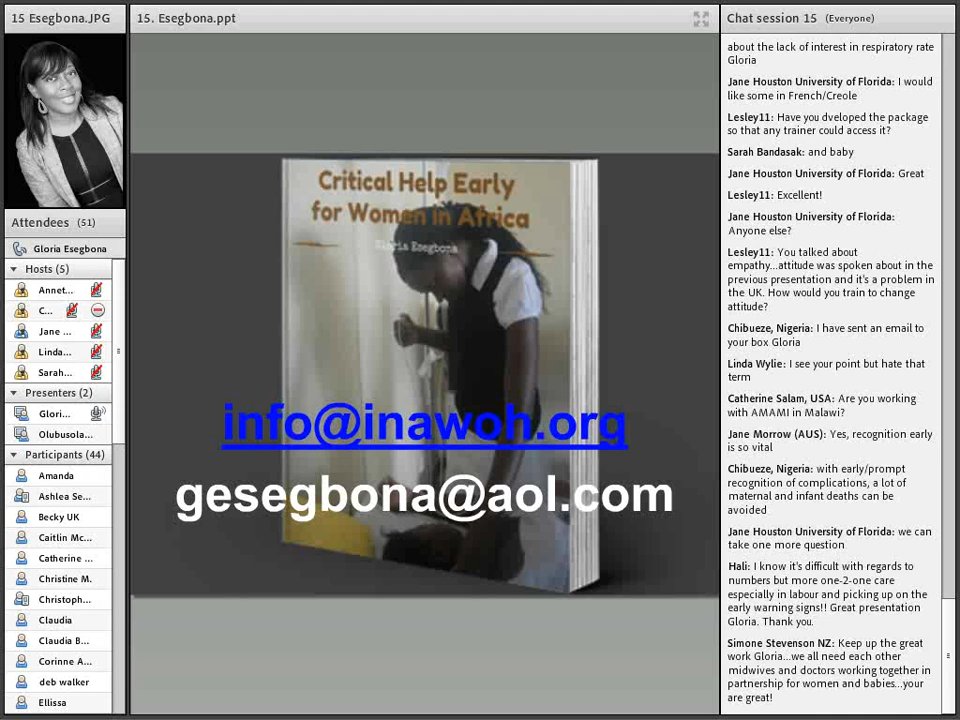 15 Esegbona.JPG
Attendees (51)
Gloria Esegbona
Hosts (5)
Annet...
C...
Jane ...
Linda...
Sarah...
Presenters (2)
Glori...
Olubusola...
Participants (44)
Amanda
Ashlea Se...
Becky UK
Caitlin Mc...
Catherine ...
Christine M.
Christoph...
Claudia
Claudia B...
Corinne A...
deb walker
Ellissa
15. Esegbona.ppt
Critical Help Early
for Women in Africa
Gloria Esegbona
info@inawoh.org
gesegbona@aol.com
Chat session 15 (Everyone)
about the lack of interest in respiratory rate
Gloria
Jane Houston University of Florida: I would
like some in French/Creole
Lesley11: Have you dveloped the package
so that any trainer could access it?
Sarah Bandasak: and baby
Jane Houston University of Florida: Great
Lesley11: Excellent!
Jane Houston University of Florida:
Anyone else?
Lesley11: You talked about
empathy...attitude was spoken about in the
previous presentation and it's a problem in
the UK. How would you train to change
attitude?
Chibueze, Nigeria: I have sent an email to
your box Gloria
Linda Wylie: I see your point but hate that
term
Catherine Salam, USA: Are you working
with AMAMI in Malawi?
Jane Morrow (AUS): Yes, recognition early
is so vital
Chibueze, Nigeria: with early/prompt
recognition of complications, a lot of
maternal and infant deaths can be
avoided
Jane Houston University of Florida: we can
take one more question
Hali: I know it's difficult with regards to
numbers but more one-2-one care
especially in labour and picking up on the
early warning signs!! Great presentation
Gloria. Thank you.
Simone Stevenson NZ: Keep up the great
work Gloria...we all need each other
midwives and doctors working together in
partnership for women and babies...your
are great!